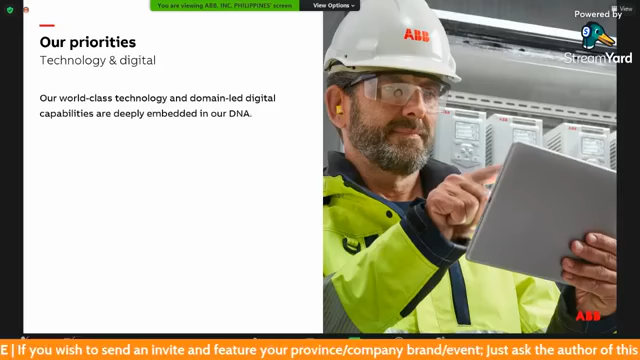 You are viewing ABB, INC. PHILIPPINES' screen
View Options
View
Powered by
StreamYard
Our priorities
Technology & digital
Our world-class technology and domain-led digital
capabilities are deeply embedded in our DNA.
ABB
ABB
E | If you wish to send an invite and feature your province/company brand/event; Just ask the author of this